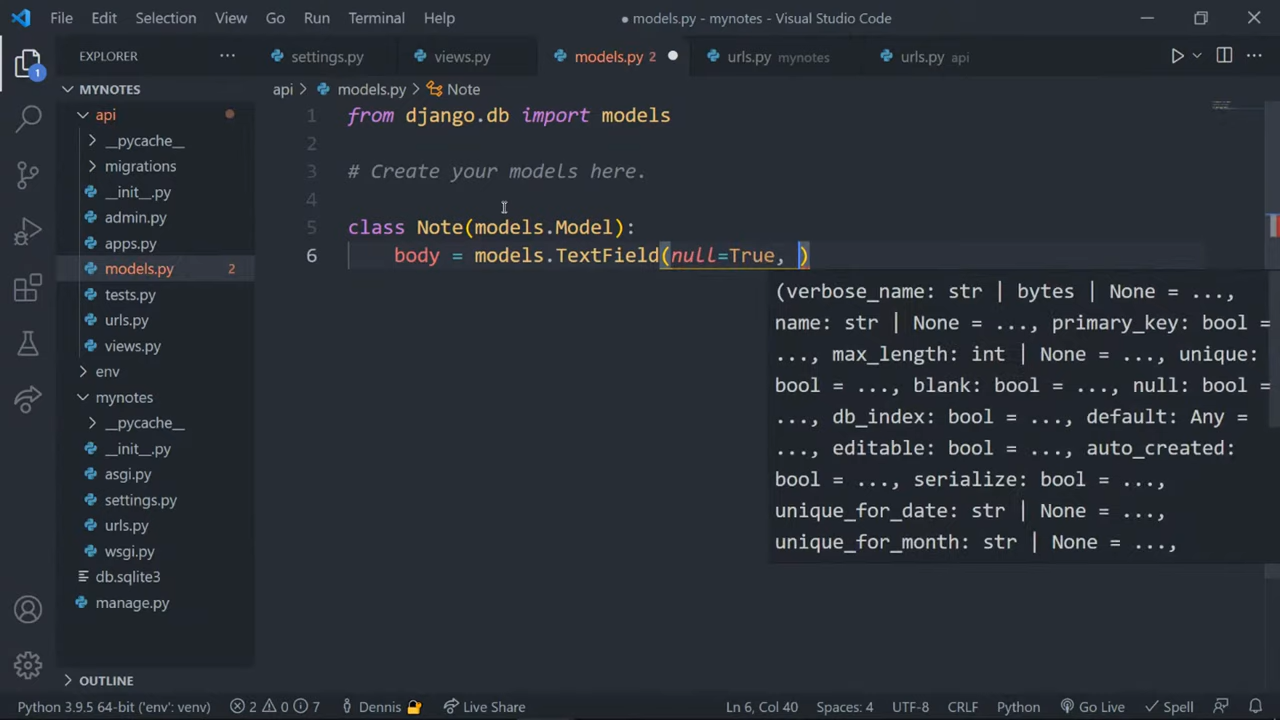 File Edit Selection View Go Run Terminal Help ● models.py - mynotes - Visual Studio Code
EXPLORER ··· settings.py views.py models.py 2 ● urls.py mynotes urls.py api
1
MYNOTES
api > models.py > Note
api
__pycache__
migrations
__init__.py
admin.py
apps.py
models.py 2
tests.py
urls.py
views.py
env
mynotes
__pycache__
__init__.py
asgi.py
settings.py
urls.py
wsgi.py
db.sqlite3
manage.py
OUTLINE
1 from django.db import models
2
3 # Create your models here.
4
5 class Note(models.Model):
6 body = models.TextField(null=True, )
(verbose_name: str | bytes | None = ...,
name: str | None = ..., primary_key: bool =
..., max_length: int | None = ..., unique:
bool = ..., blank: bool = ..., null: bool =
..., db_index: bool = ..., default: Any =
..., editable: bool = ..., auto_created:
bool = ..., serialize: bool = ...,
unique_for_date: str | None = ...,
unique_for_month: str | None = ...,
Python 3.9.5 64-bit ('env': venv) 2 0 7 Dennis Live Share Ln 6, Col 40 Spaces: 4 UTF-8 CRLF Python Go Live Spell